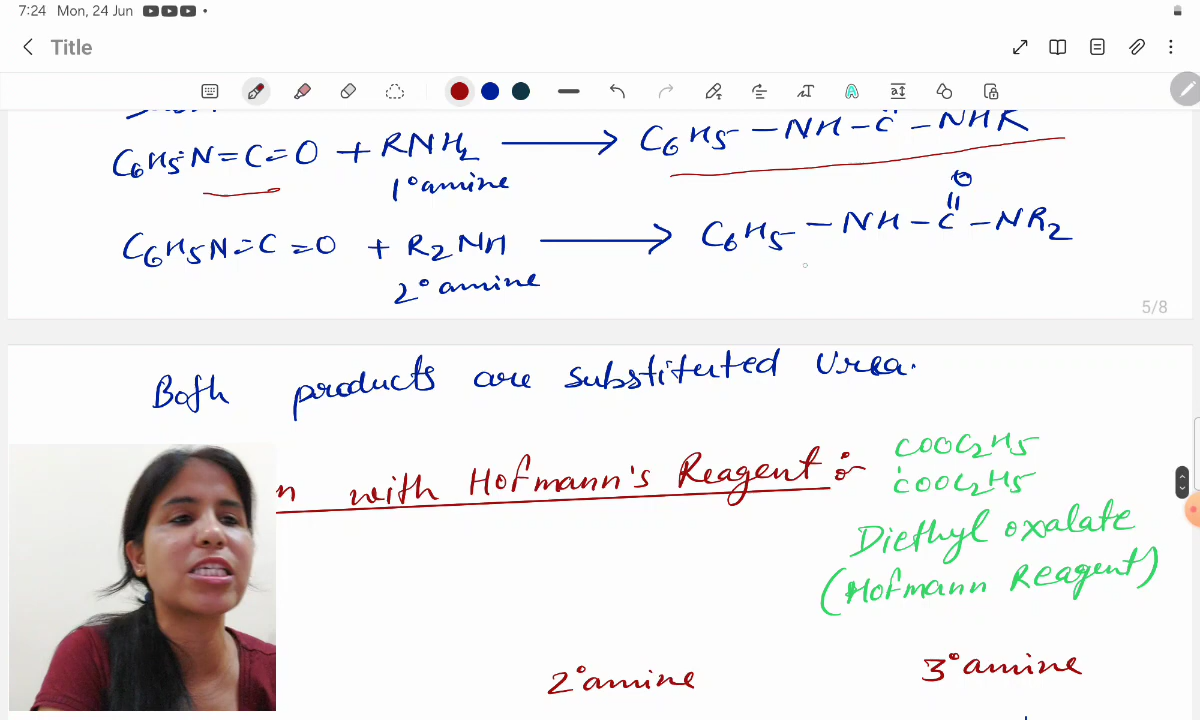 7:24 Mon, 24 Jun
Title
C6H5-N=C=O + RNH2 → C6H5-NH-C-NHR
1° amine
O
C6H5N=C=O + R2NH → C6H5-NH-C-NR2
2° amine
5/8
Both products are substituted Urea.
n with Hofmann's Reagent :-
COOC2H5
COOC2H5
Diethyl oxalate
(Hofmann Reagent)
2° amine 3° amine